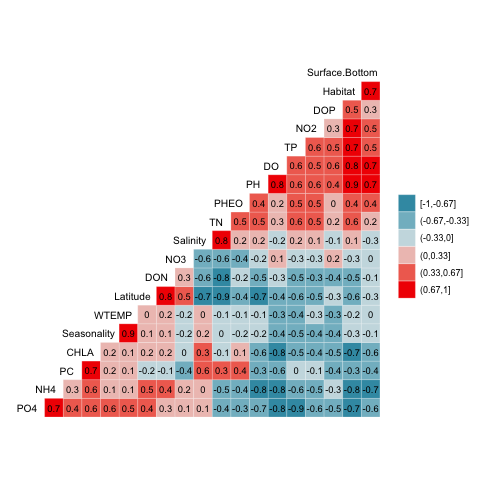 Surface.Bottom
Habitat 0.7
DOP 0.5 0.3
NO2 0.3 0.7 0.5
TP 0.6 0.5 0.7 0.5
DO 0.6 0.5 0.6 0.8 0.7
PH 0.8 0.6 0.6 0.4 0.9 0.7
PHEO 0.4 0.2 0.5 0.5 0 0.4 0.4
TN 0.5 0.5 0.3 0.6 0.5 0.2 0.6 0.2
Salinity 0.8 0.2 0.2 -0.2 0.2 0.1 -0.1 0.1 -0.3
NO3 -0.6 -0.6 -0.4 -0.2 0.1 -0.3 -0.3 0.2 -0.3 0
DON 0.3 -0.6 -0.8 -0.2 -0.5 -0.3 -0.5 -0.3 -0.4 -0.5 -0.1
Latitude 0.8 0.5 -0.7 -0.9 -0.4 -0.7 -0.4 -0.6 -0.5 -0.3 -0.6 -0.3
WTEMP 0 0.2 -0.2 0 -0.1 -0.1 -0.1 -0.3 -0.4 -0.3 -0.3 -0.2 0
Seasonality 0.9 0.1 0.1 -0.2 0.2 0 -0.2 -0.2 -0.4 -0.5 -0.4 -0.4 -0.3 -0.1
CHLA 0.2 0.1 0.2 0.2 0 0.3 -0.1 0.1 -0.6 -0.8 -0.5 -0.4 -0.5 -0.7 -0.6
PC 0.7 0.2 0.1 -0.2 -0.1 -0.4 0.6 0.3 0.4 -0.3 -0.6 0 -0.1 -0.4 -0.3 -0.4
NH4 0.3 0.6 0.1 0.1 0.5 0.4 0.2 0 -0.5 -0.4 -0.8 -0.8 -0.6 -0.5 -0.3 -0.8 -0.7
PO4 0.7 0.4 0.6 0.6 0.5 0.4 0.3 0.1 0.1 -0.4 -0.3 -0.7 -0.8 -0.9 -0.6 -0.5 -0.7 -0.6
[-1,-0.67]
(-0.67,-0.33]
(-0.33,0]
(0,0.33]
(0.33,0.67]
(0.67,1]